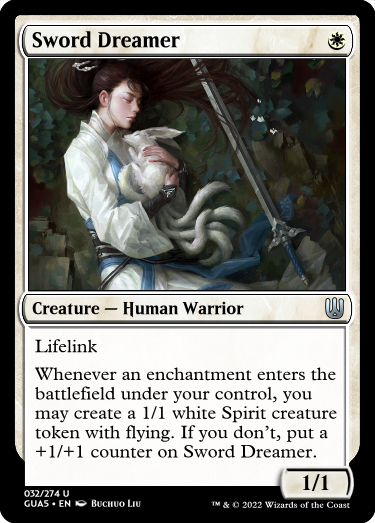 Sword Dreamer
Creature — Human Warrior
Lifelink
Whenever an enchantment enters the
battlefield under your control, you
may create a 1/1 white Spirit creature
token with flying. If you don't, put a
+1/+1 counter on Sword Dreamer.
1/1
032/274 U
GUA5 • EN Buchuo Liu
™ & © 2022 Wizards of the Coast